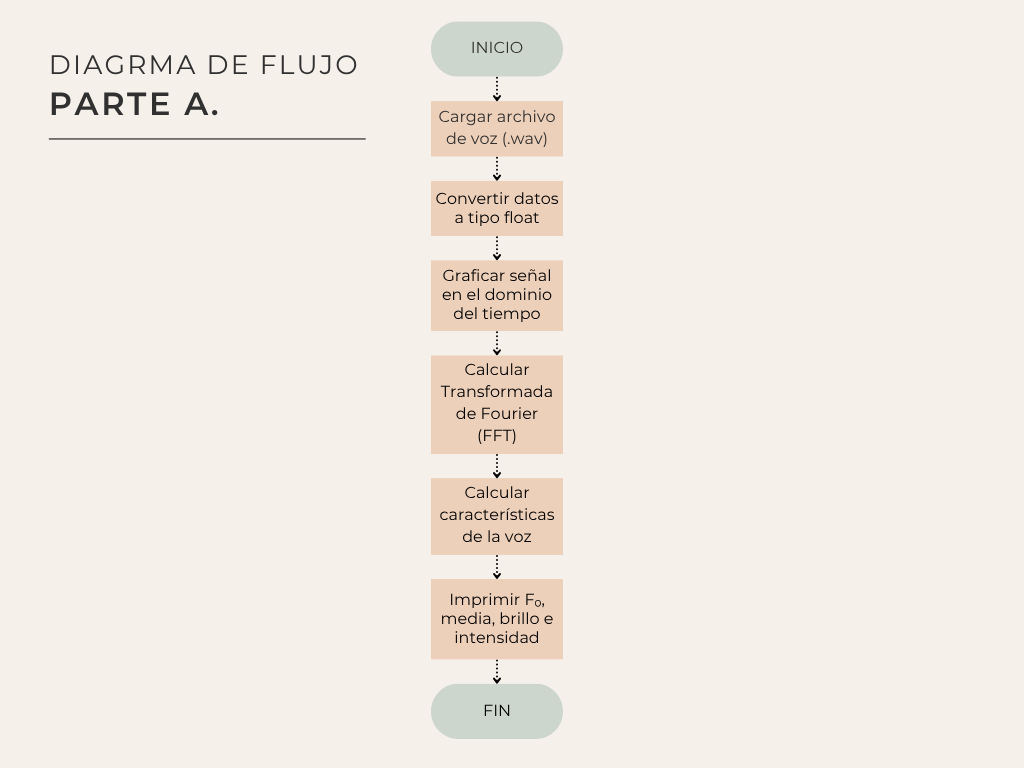 DIAGRMA DE FLUJO
PARTE A.
INICIO
Cargar archivo
de voz (.wav)
Convertir datos
a tipo float
Graficar señal
en el dominio
del tiempo
Calcular
Transformada
de Fourier
(FFT)
Calcular
características
de la voz
Imprimir F₀,
media, brillo e
intensidad
FIN